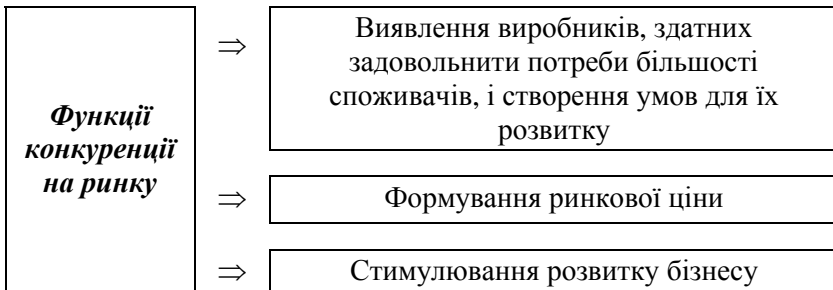 Функції
конкуренції
на ринку
⇒
Виявлення виробників, здатних
задовольнити потреби більшості
споживачів, і створення умов для їх
розвитку
⇒
Формування ринкової ціни
⇒
Стимулювання розвитку бізнесу